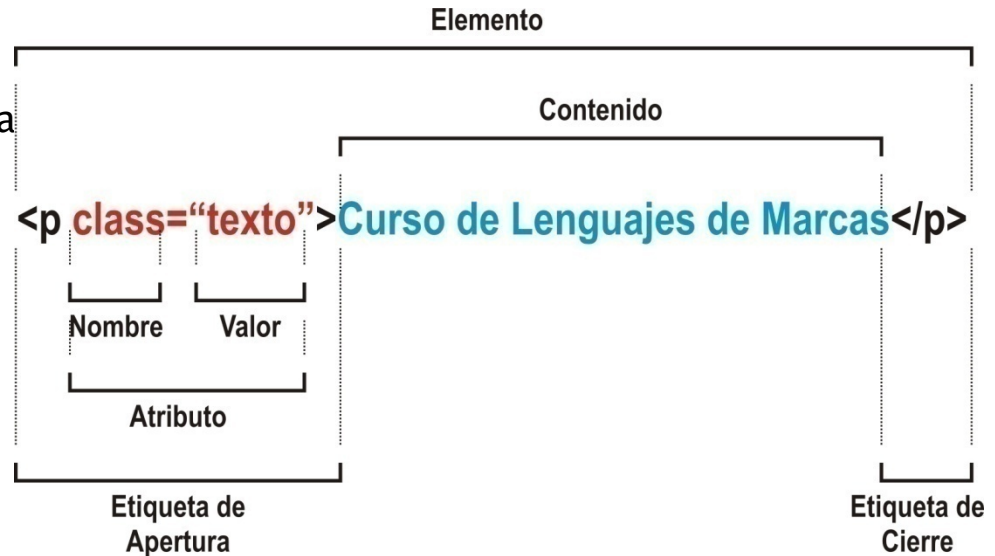 Elemento
a
Contenido
<p class=“texto”>Curso de Lenguajes de Marcas</p>
Nombre
Valor
Atributo
Etiqueta de
Apertura
Etiqueta de
Cierre